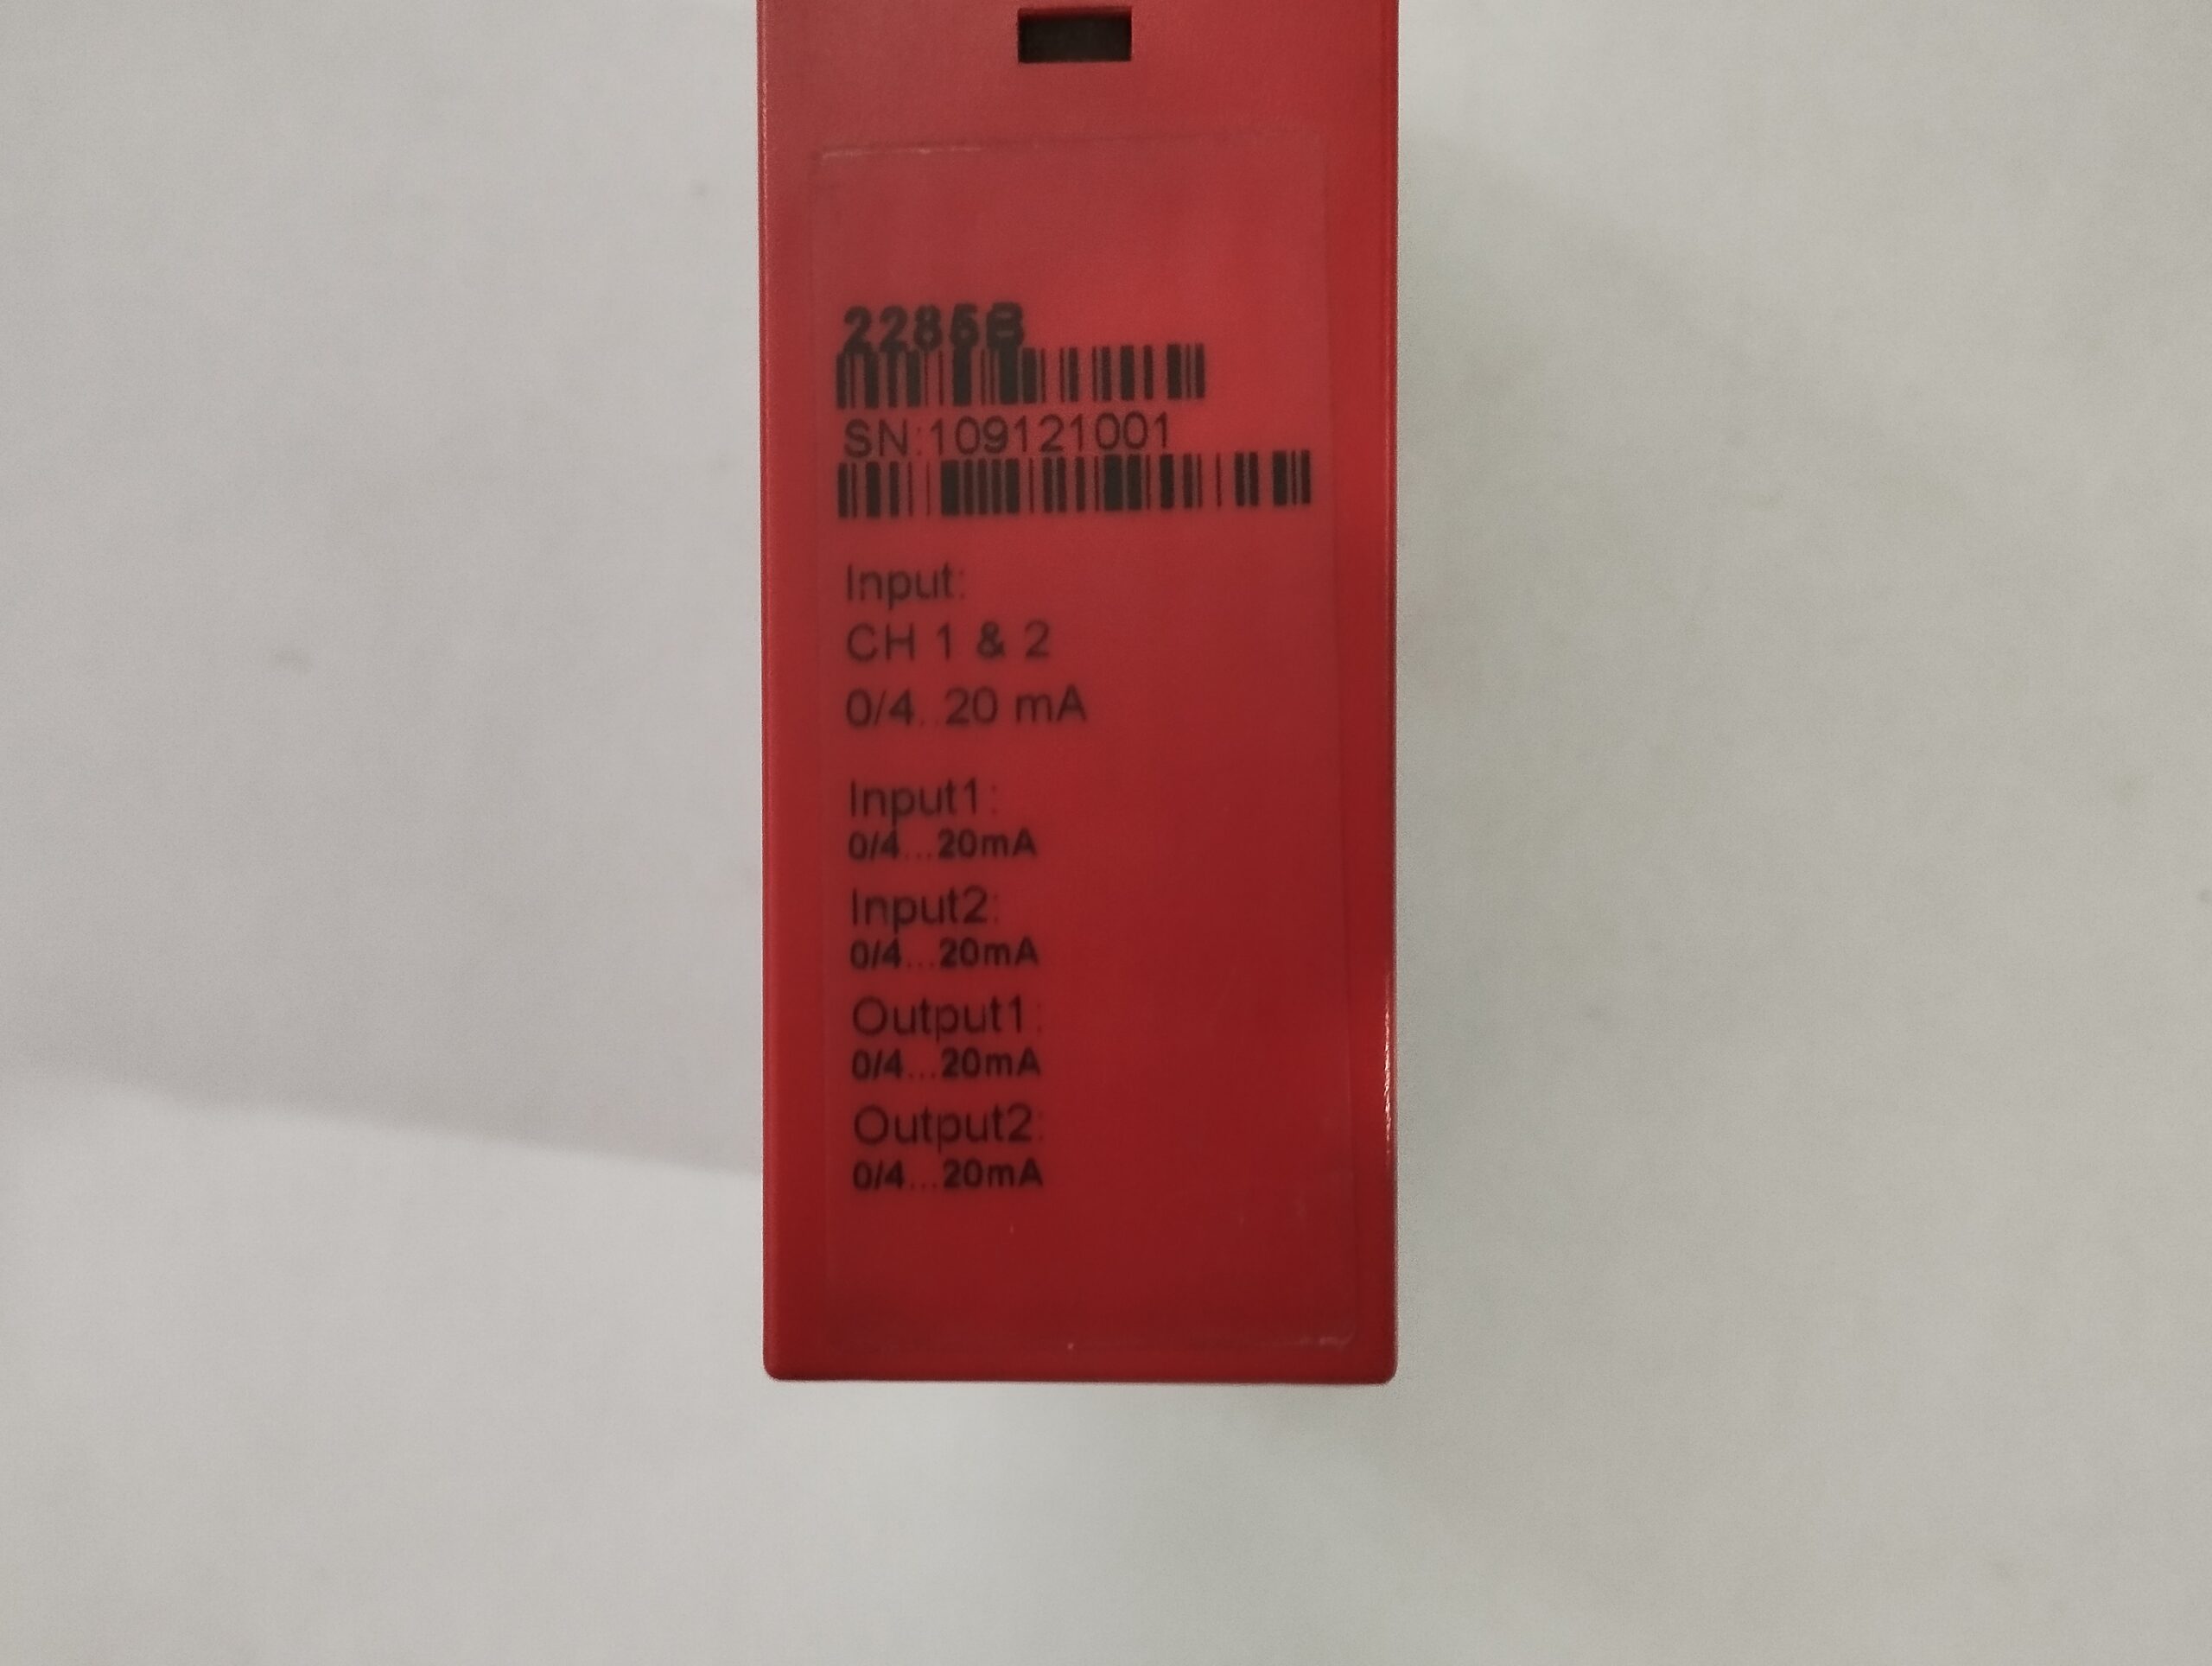 SN:109121001
Input:
CH 1 & 2
0/4..20 mA
Input1:
0/4...20mA
Input2:
0/4...20mA
Output1:
0/4...20mA
Output2:
0/4...20mA